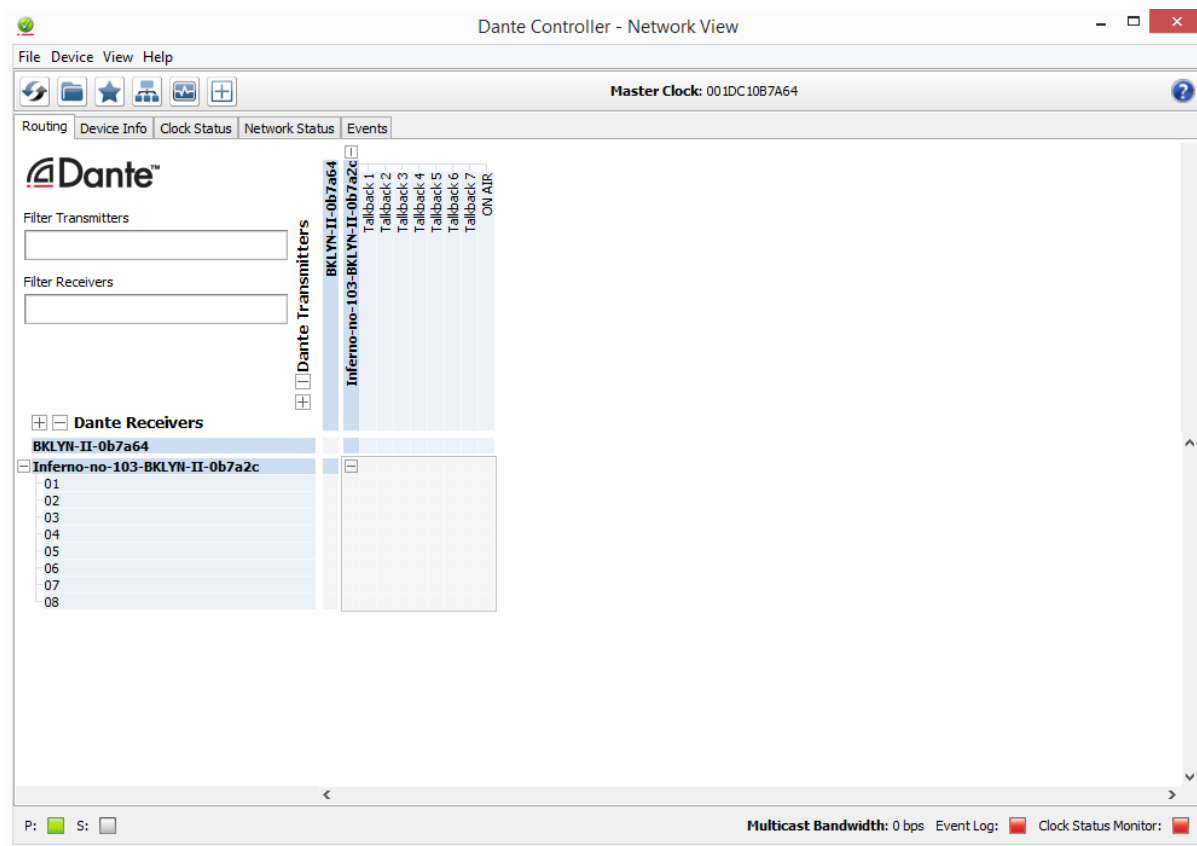 Dante Controller - Network View
File Device View Help
Master Clock: 001DC10B7A64
Routing Device Info Clock Status Network Status Events
Dante™
Filter Transmitters
Filter Receivers
Dante Transmitters
BKLYN-II-0b7a64
Inferno-no-103-BKLYN-II-0b7a2c
Talkback 1
Talkback 2
Talkback 3
Talkback 4
Talkback 5
Talkback 6
Talkback 7
ON AIR
Dante Receivers
BKLYN-II-0b7a64
Inferno-no-103-BKLYN-II-0b7a2c
01
02
03
04
05
06
07
08
P: S: Multicast Bandwidth: 0 bps Event Log: Clock Status Monitor: